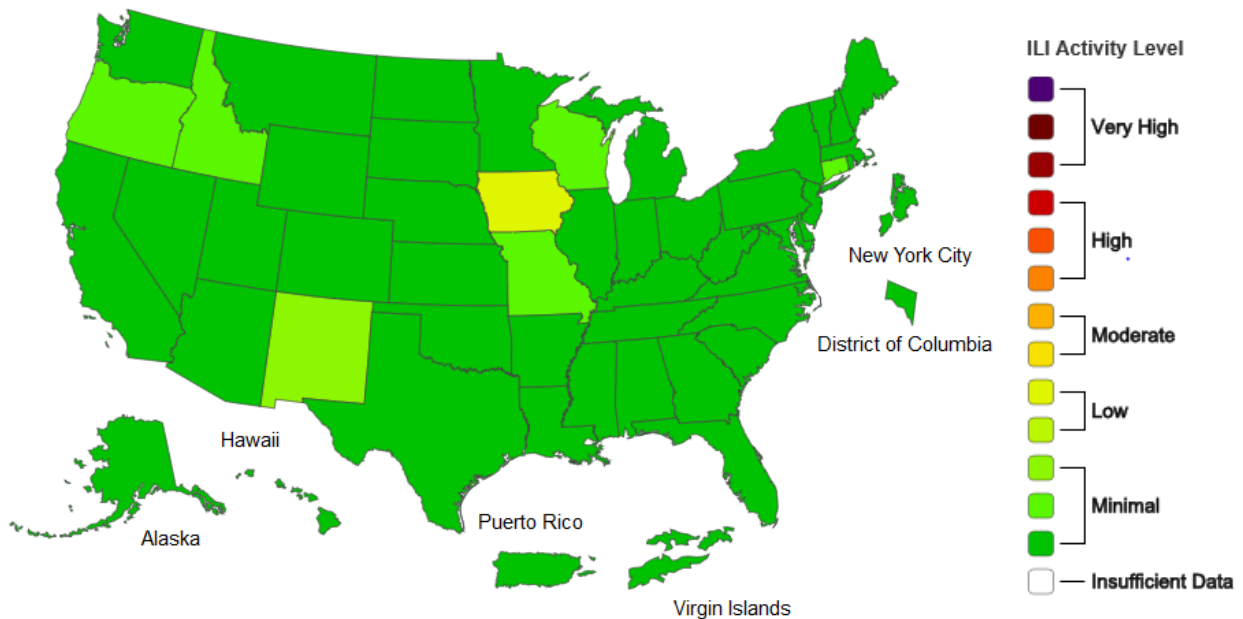 ILI Activity Level
Very High
High
Moderate
Low
Minimal
Insufficient Data
New York City
District of Columbia
Hawaii
Alaska
Puerto Rico
Virgin Islands